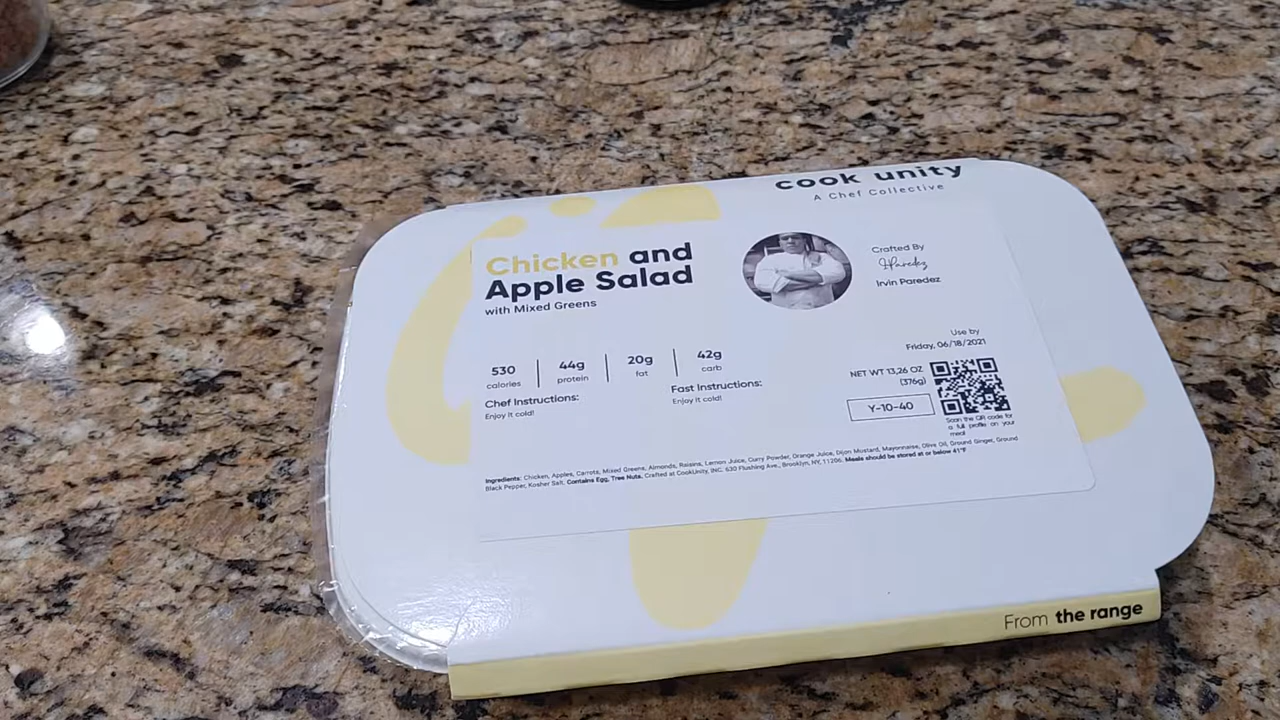 cook unity
A Chef Collective
Chicken and
Apple Salad
with Mixed Greens
Crafted By
IParedez
Irvin Paredez
530
calories
44g
protein
20g
fat
42g
carb
Chef Instructions:
Enjoy it cold!
Fast Instructions:
Enjoy it cold!
Use by
Friday, 06/18/2021
NET WT 13,26 OZ
(376g)
Y-10-40
Scan the QR code for
a full profile on your
meal
Ingredients: Chicken, Apples, Carrots, Mixed Greens, Almonds, Raisins, Lemon Juice, Curry Powder, Orange Juice, Dijon Mustard, Mayonnaise, Olive Oil, Ground Ginger, Ground
Black Pepper, Kosher Salt. Contains Egg, Tree Nuts. Crafted at CookUnity, INC. 630 Flushing Ave., Brooklyn, NY, 11206. Meals should be stored at or below 41°F
From the range